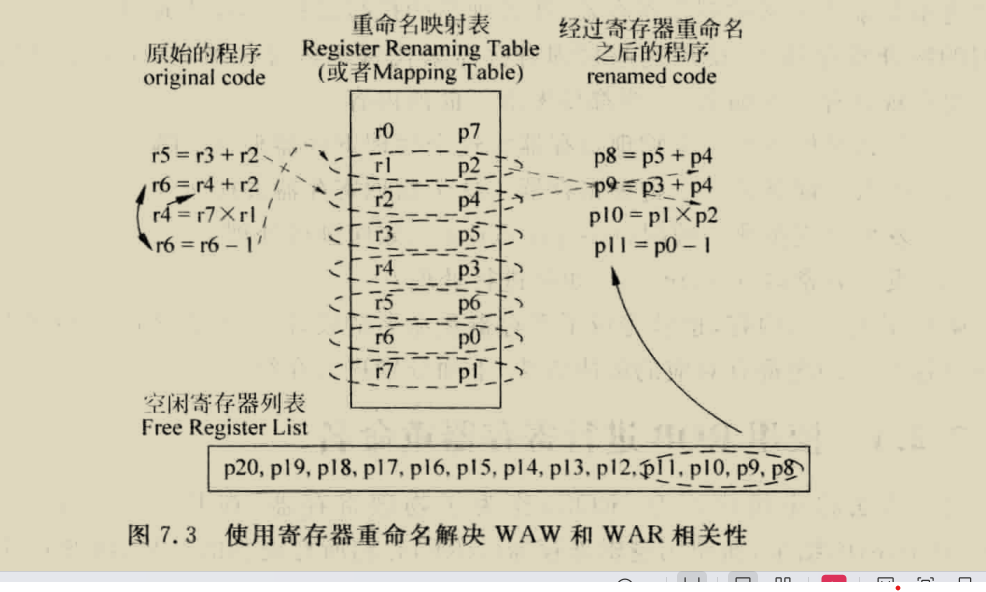 原始的程序
original code
重命名映射表
Register Renaming Table
(或者Mapping Table)
经过寄存器重命名
之后的程序
renamed code
r5 = r3 + r2
r6 = r4 + r2
r4 = r7×r1
r6 = r6 − 1
r0 p7
r1 p2
r2 p4
r3 p5
r4 p3
r5 p6
r6 p0
r7 p1
p8 = p5 + p4
p9 = p3 + p4
p10 = p1×p2
p11 = p0 − 1
空闲寄存器列表
Free Register List
p20, p19, p18, p17, p16, p15, p14, p13, p12, p11, p10, p9, p8
图 7.3 使用寄存器重命名解决 WAW 和 WAR 相关性